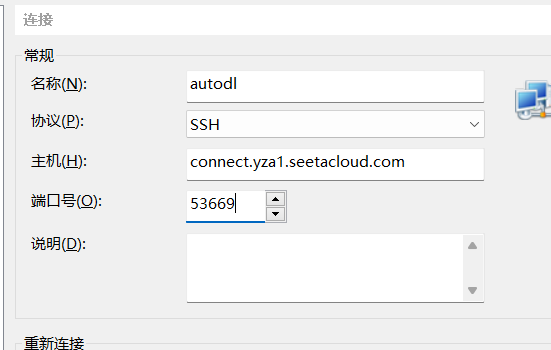 连接
常规
名称(N):
autodl
协议(P):
SSH
主机(H):
connect.yza1.seetacloud.com
端口号(O):
53669
说明(D):
重新连接